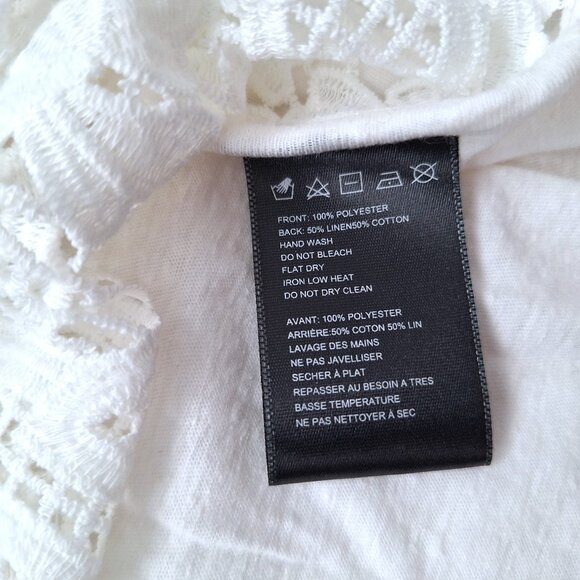 FRONT: 100% POLYESTER
BACK: 50% LINEN50% COTTON
HAND WASH
DO NOT BLEACH
FLAT DRY
IRON LOW HEAT
DO NOT DRY CLEAN
AVANT: 100% POLYESTER
ARRIÈRE:50% COTON 50% LIN
LAVAGE DES MAINS
NE PAS JAVELLISER
SECHER À PLAT
REPASSER AU BESOIN A TRES
BASSE TEMPERATURE
NE PAS NETTOYER À SEC